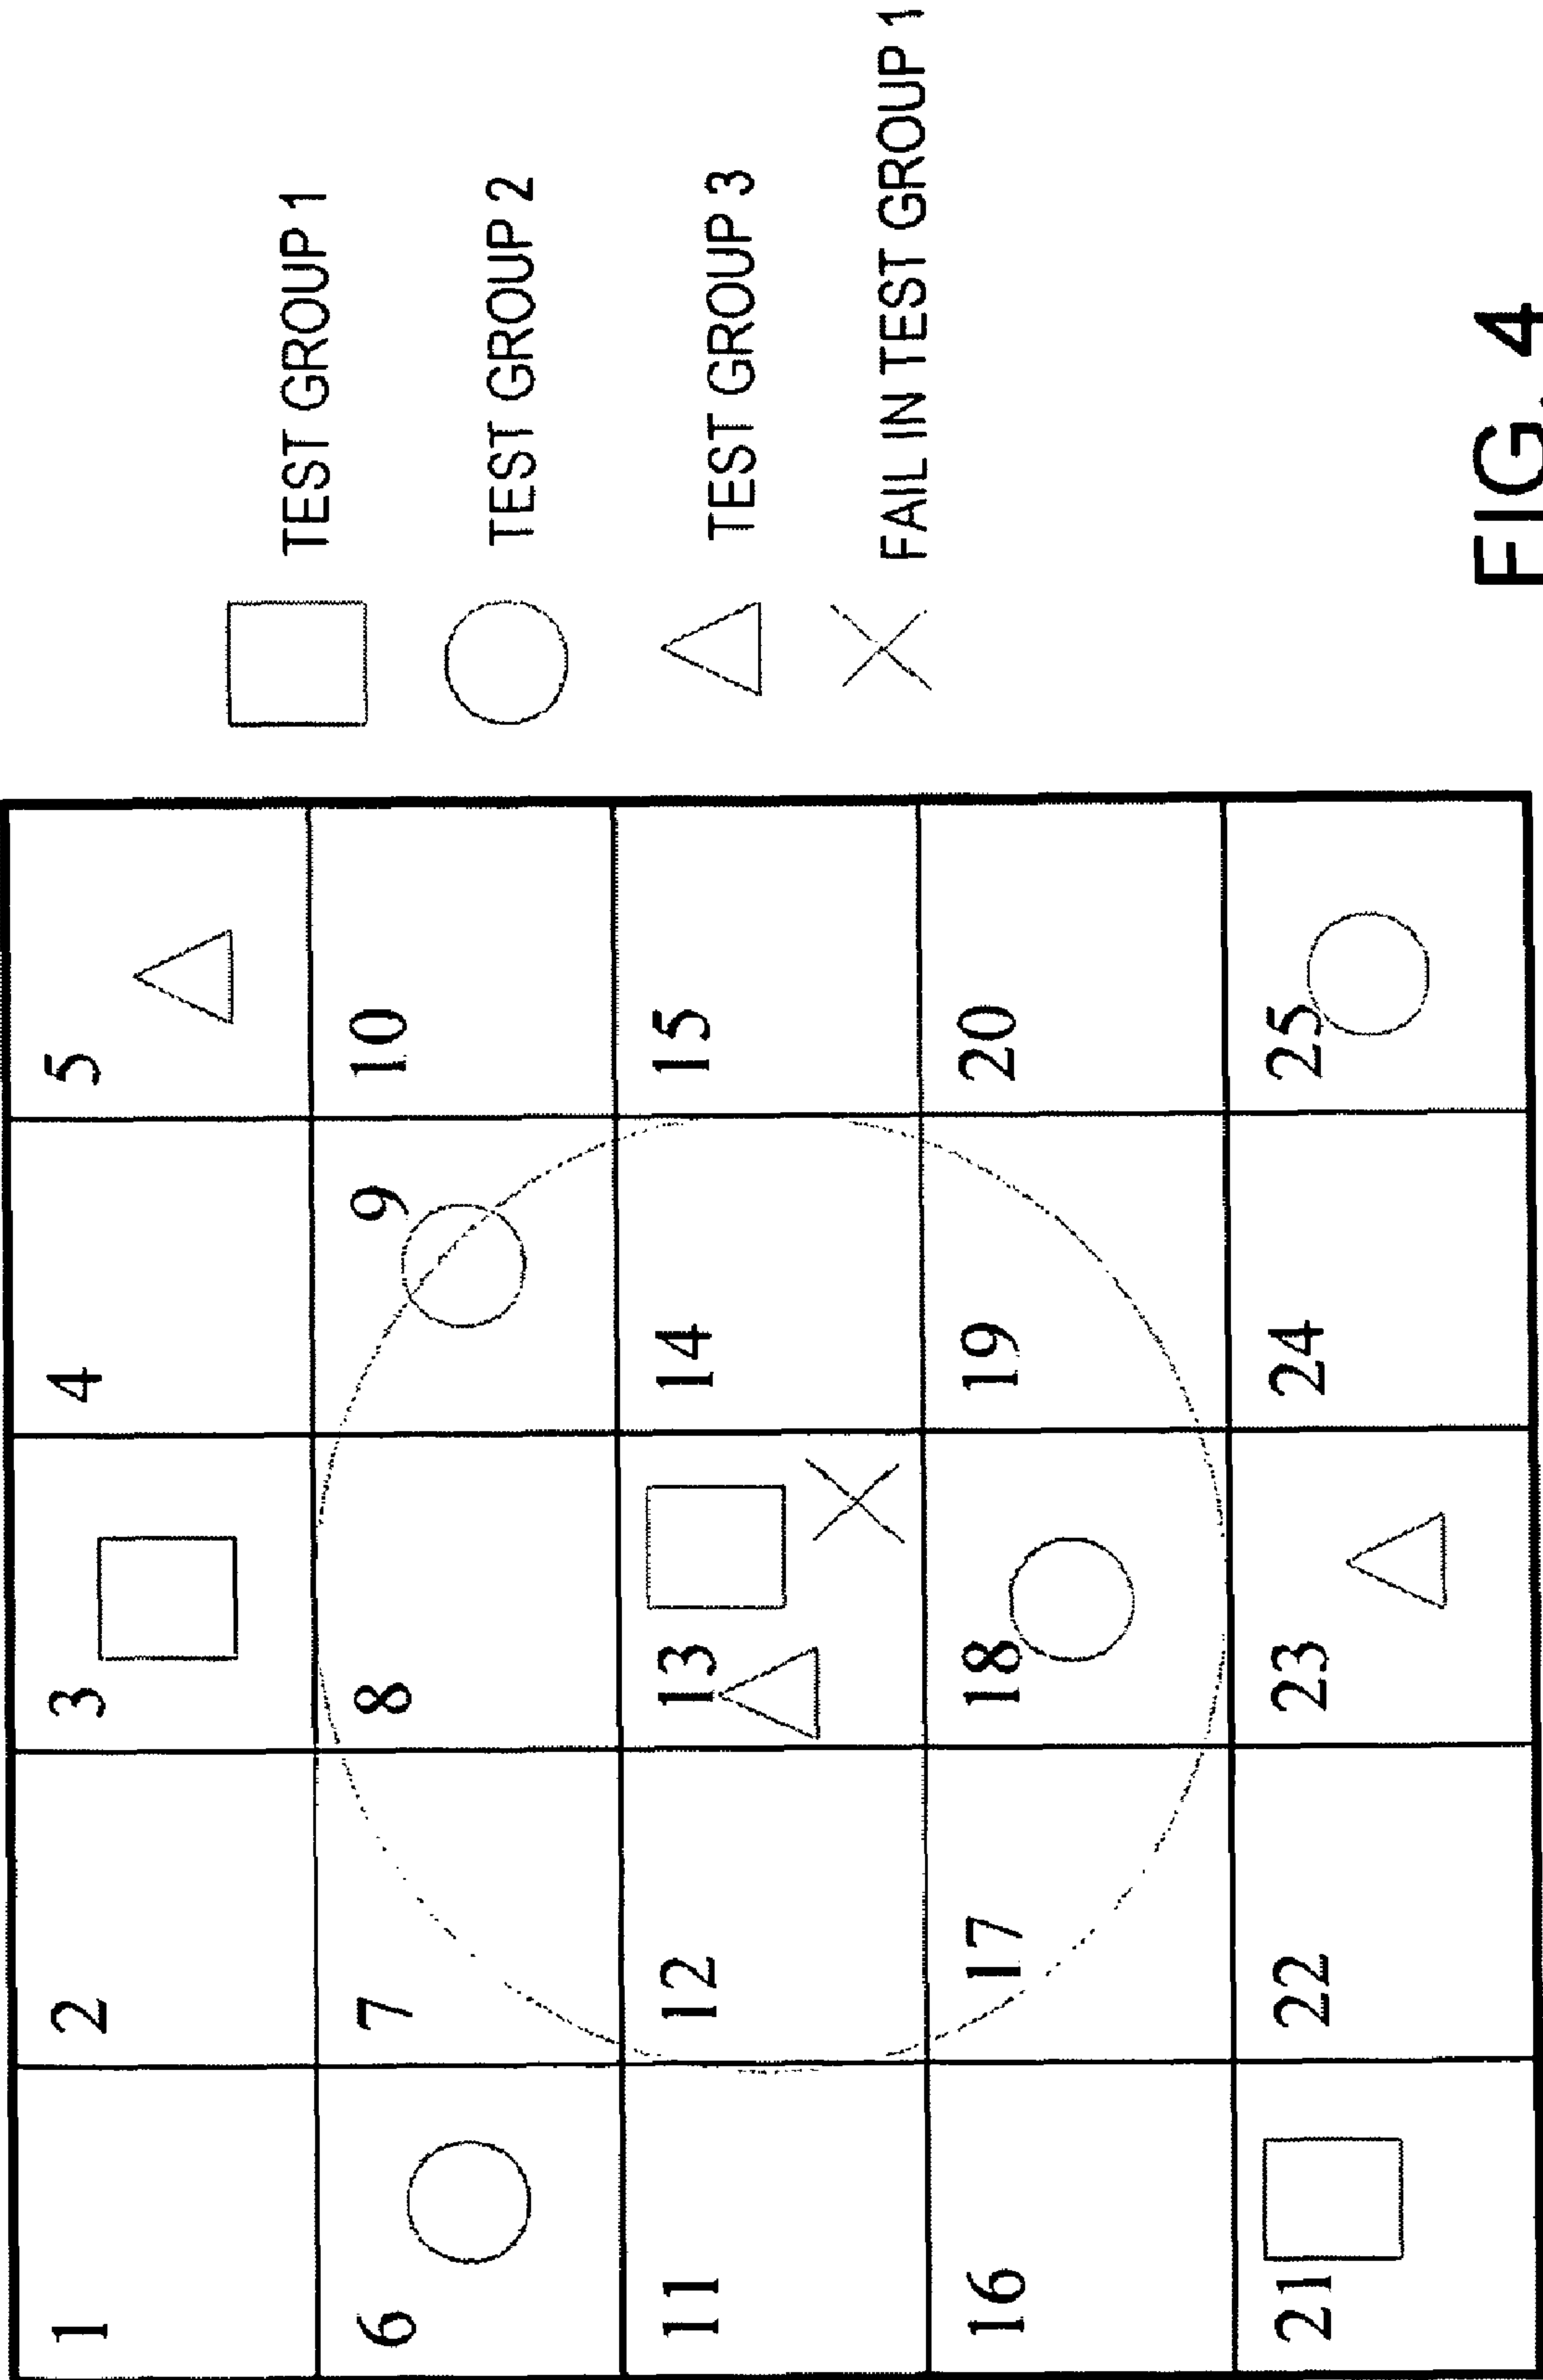 1 2 3 4 5
6 7 8 9 10
11 12 13 14 15
16 17 18 19 20
21 22 23 24 25
TEST GROUP 1
TEST GROUP 2
TEST GROUP 3
FAIL IN TEST GROUP 1
FIG. 4